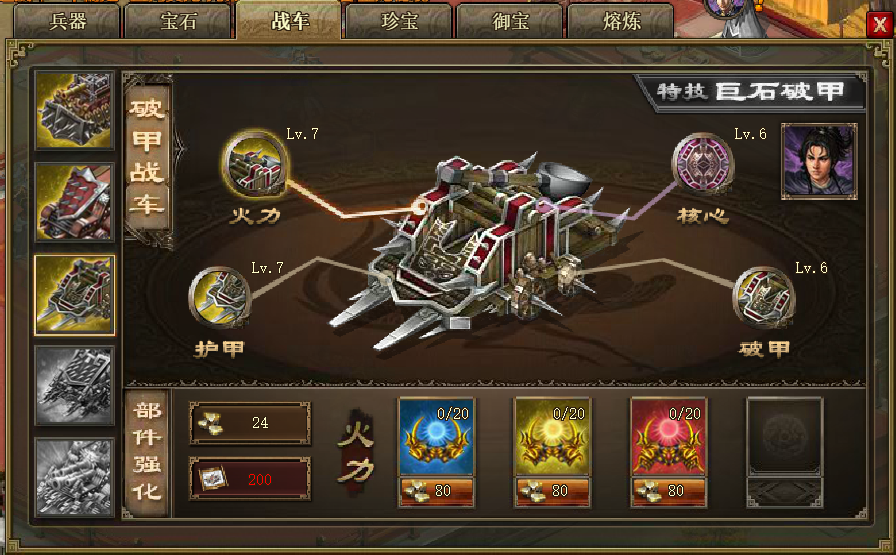 兵器
宝石
战车
珍宝
御宝
熔炼
X
破甲战车
特技 巨石破甲
Lv.7
火力
Lv.6
核心
Lv.7
护甲
Lv.6
破甲
部件强化
24
200
火力
0/20
80
0/20
80
0/20
80